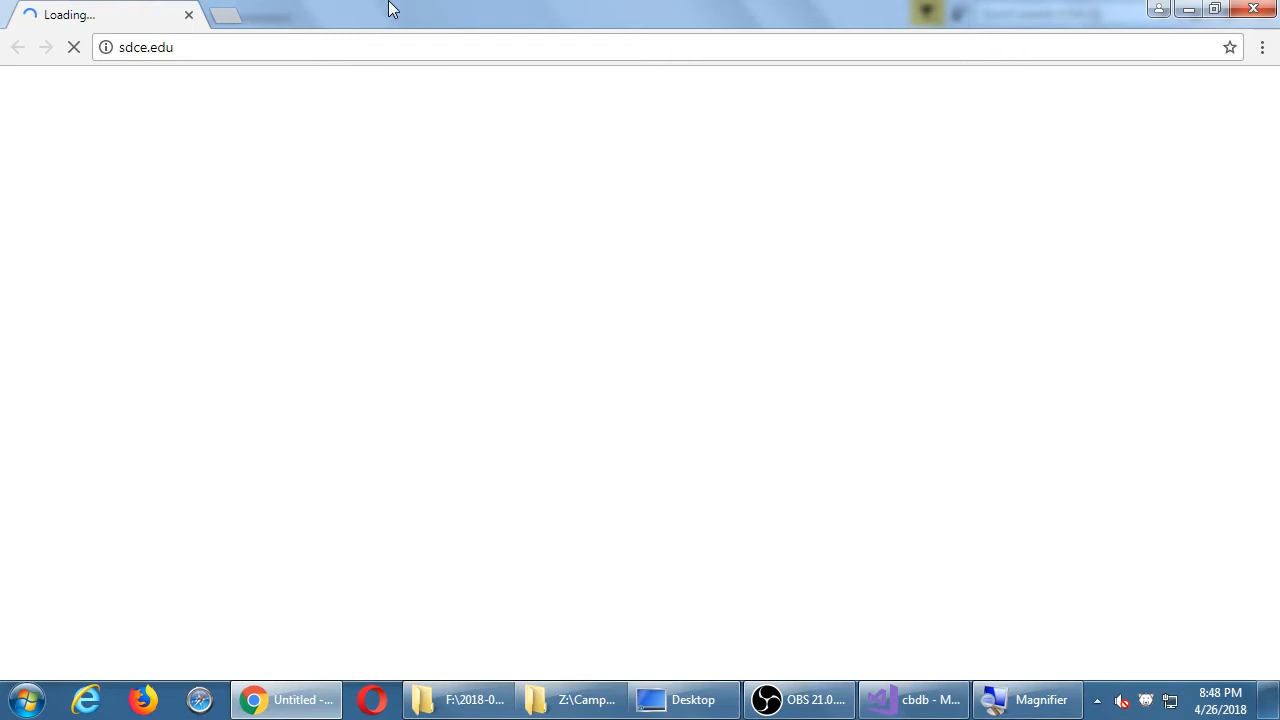 Loading...
sdce.edu
Untitled -...
F:\2018-0...
Z:\Camp...
Desktop
OBS 21.0....
cbdb - M...
Magnifier
8:48 PM
4/26/2018